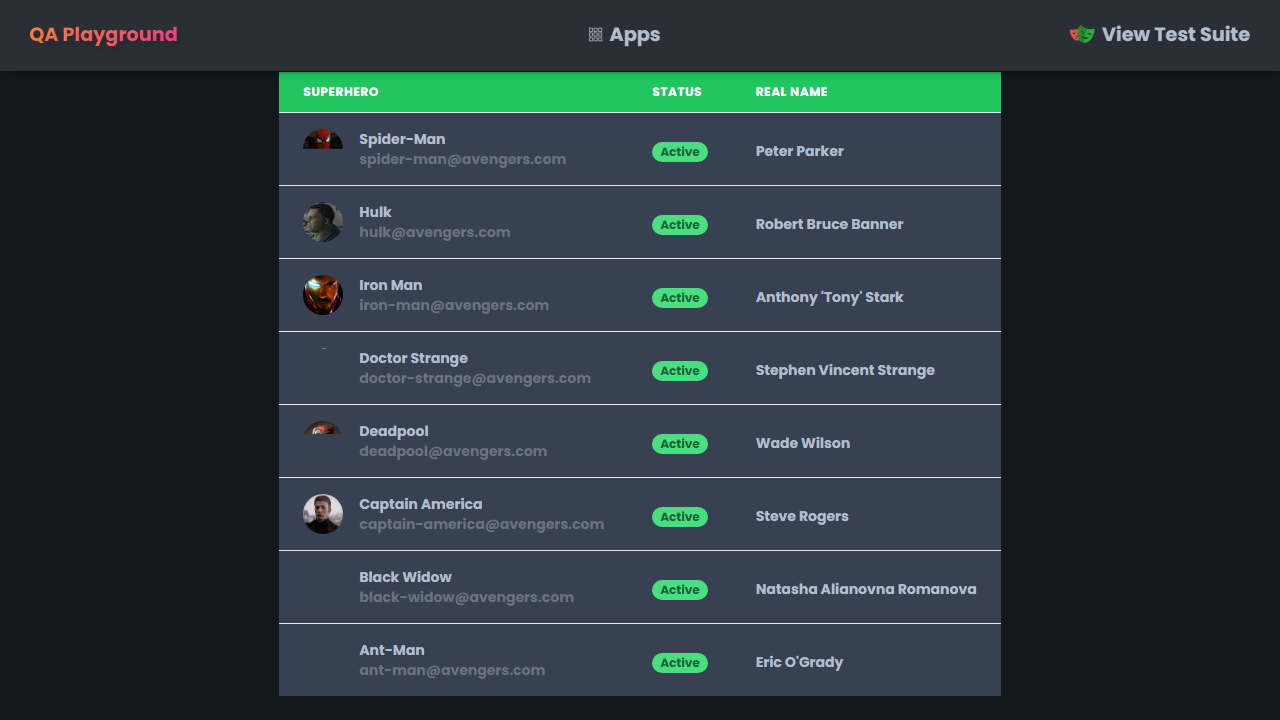 QA Playground
Apps
View Test Suite
SUPERHERO STATUS REAL NAME
Spider-Man
spider-man@avengers.com
Active
Peter Parker
Hulk
hulk@avengers.com
Active
Robert Bruce Banner
Iron Man
iron-man@avengers.com
Active
Anthony 'Tony' Stark
Doctor Strange
doctor-strange@avengers.com
Active
Stephen Vincent Strange
Deadpool
deadpool@avengers.com
Active
Wade Wilson
Captain America
captain-america@avengers.com
Active
Steve Rogers
Black Widow
black-widow@avengers.com
Active
Natasha Alianovna Romanova
Ant-Man
ant-man@avengers.com
Active
Eric O'Grady